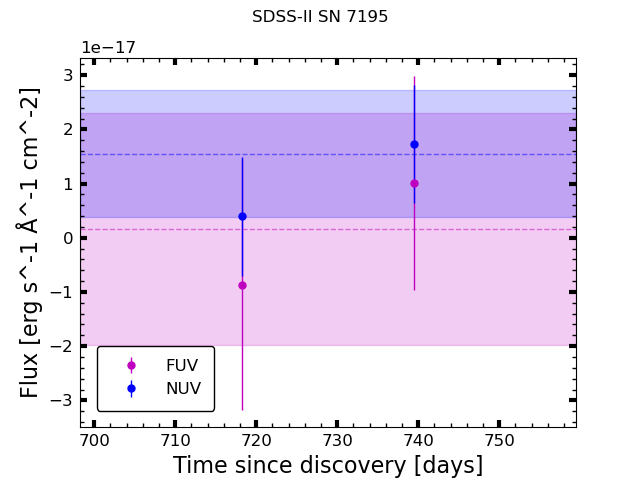 SDSS-II SN 7195
1e−17
3
2
1
0
−1
−2
−3
Flux [erg s^-1 Å^-1 cm^-2]
FUV
NUV
700 710 720 730 740 750
Time since discovery [days]